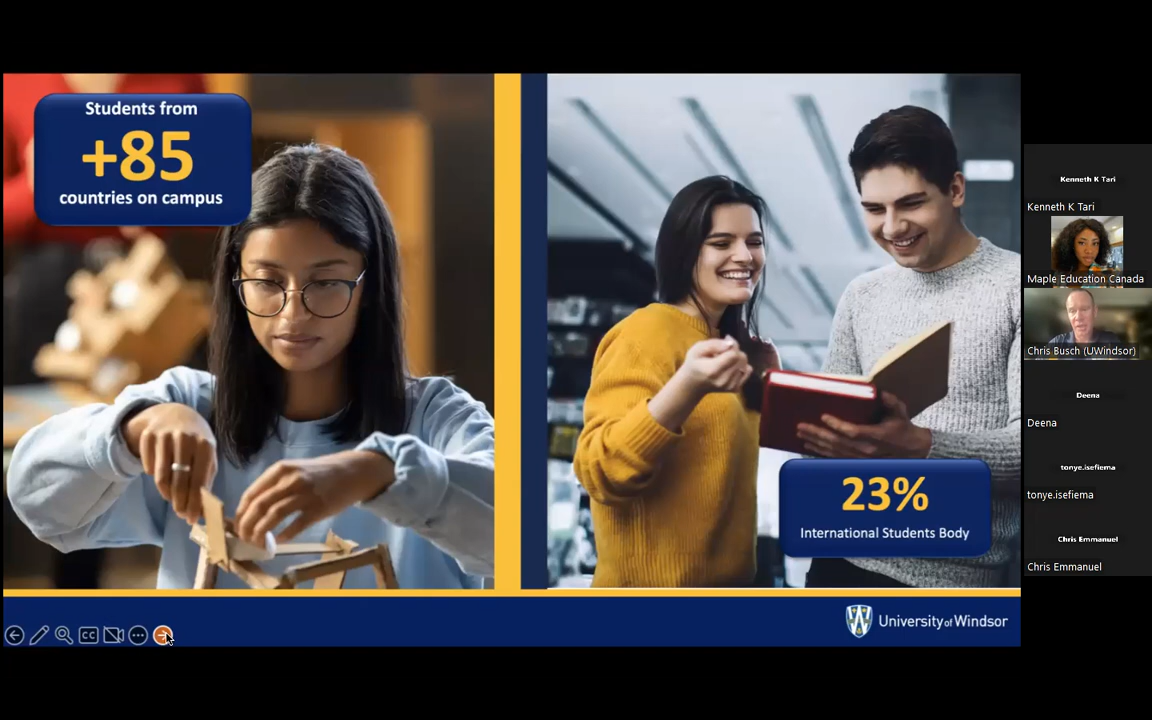 Students from
+85
countries on campus
23%
International Students Body
University of Windsor
CC
Kenneth K Tari
Kenneth K Tari
Maple Education Canada
Chris Busch (UWindsor)
Deena
Deena
tonye.isefiema
tonye.isefiema
Chris Emmanuel
Chris Emmanuel